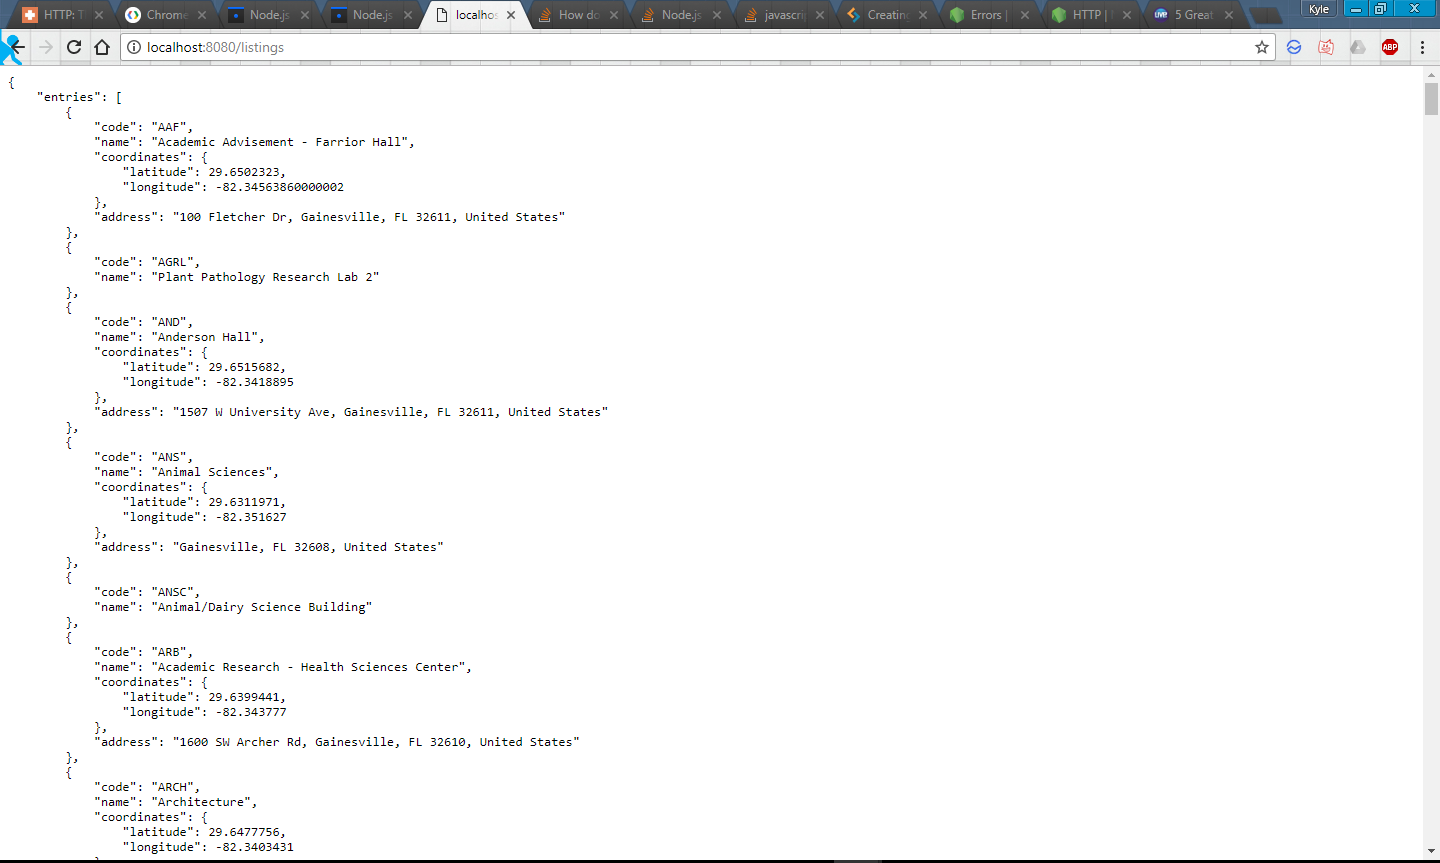 HTTP: T
Chrome
Node.js
Node.js
localhos
How do
Node.js
javascri
Creating
Errors |
HTTP |
5 Great
Kyle
localhost:8080/listings
ABP
{
    "entries": [
        {
            "code": "AAF",
            "name": "Academic Advisement - Farrior Hall",
            "coordinates": {
                "latitude": 29.6502323,
                "longitude": -82.34563860000002
            },
            "address": "100 Fletcher Dr, Gainesville, FL 32611, United States"
        },
        {
            "code": "AGRL",
            "name": "Plant Pathology Research Lab 2"
        },
        {
            "code": "AND",
            "name": "Anderson Hall",
            "coordinates": {
                "latitude": 29.6515682,
                "longitude": -82.3418895
            },
            "address": "1507 W University Ave, Gainesville, FL 32611, United States"
        },
        {
            "code": "ANS",
            "name": "Animal Sciences",
            "coordinates": {
                "latitude": 29.6311971,
                "longitude": -82.351627
            },
            "address": "Gainesville, FL 32608, United States"
        },
        {
            "code": "ANSC",
            "name": "Animal/Dairy Science Building"
        },
        {
            "code": "ARB",
            "name": "Academic Research - Health Sciences Center",
            "coordinates": {
                "latitude": 29.6399441,
                "longitude": -82.343777
            },
            "address": "1600 SW Archer Rd, Gainesville, FL 32610, United States"
        },
        {
            "code": "ARCH",
            "name": "Architecture",
            "coordinates": {
                "latitude": 29.6477756,
                "longitude": -82.3403431